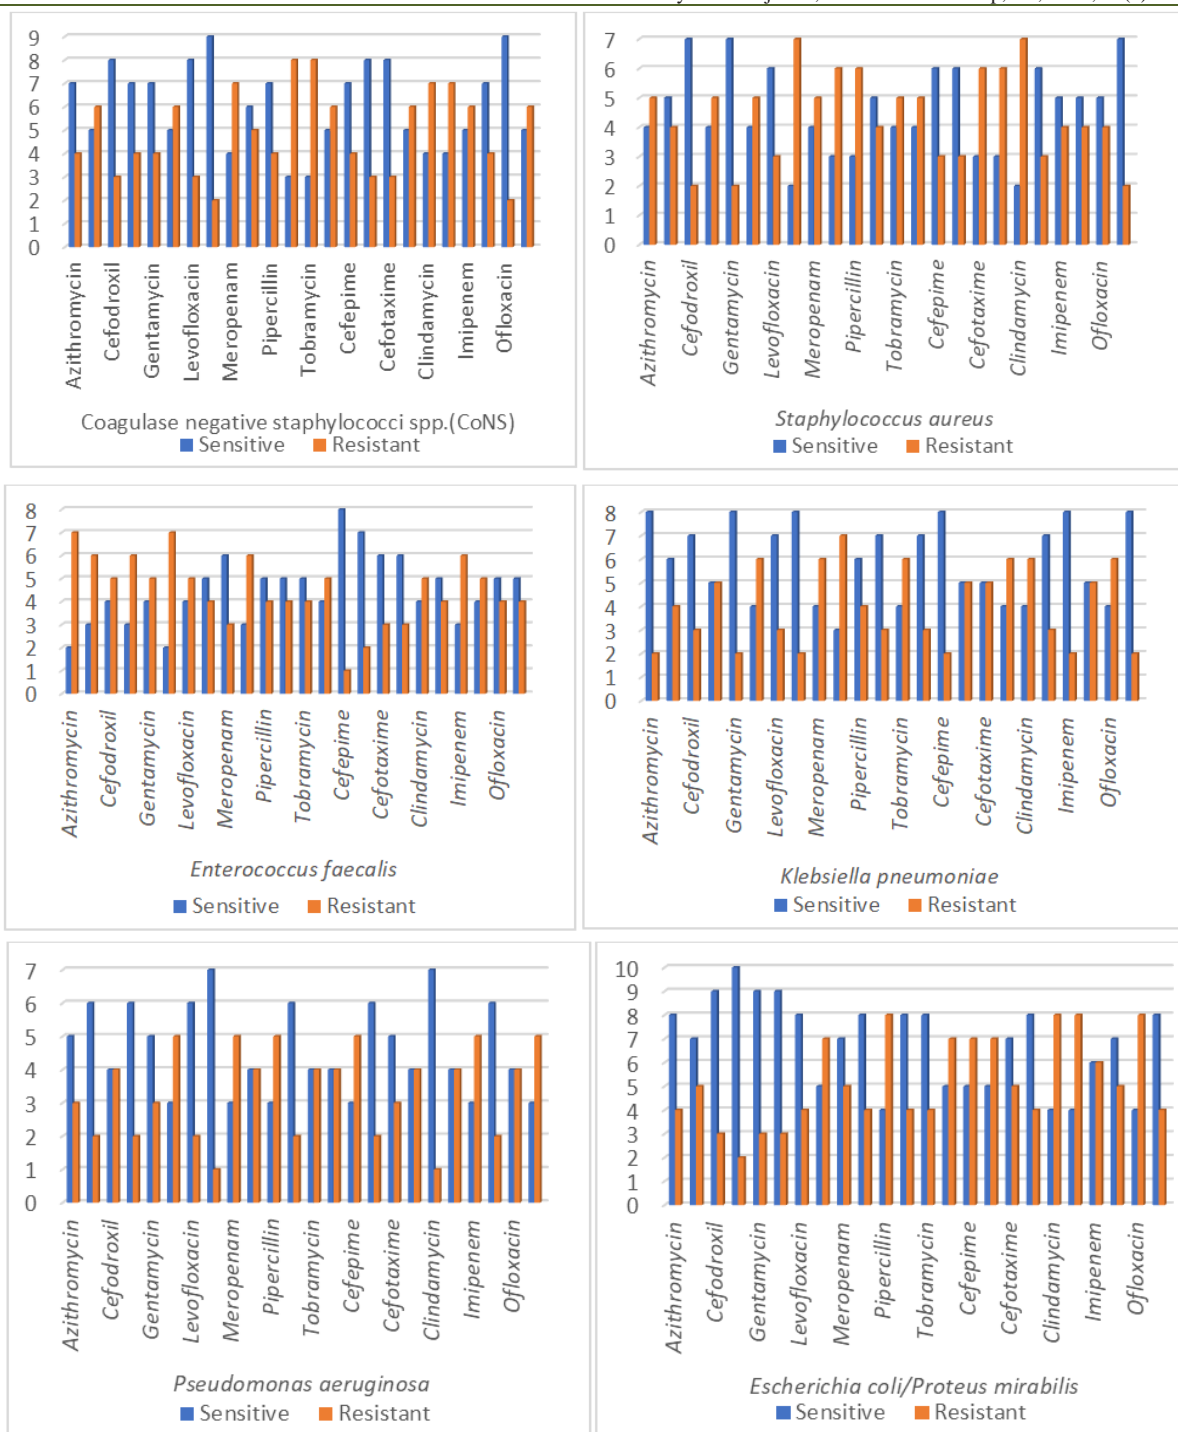 9
8
7
6
5
4
3
2
1
0
Azithromycin
Cefodroxil
Gentamycin
Levofloxacin
Meropenam
Pipercillin
Tobramycin
Cefepime
Cefotaxime
Clindamycin
Imipenem
Ofloxacin
Coagulase negative staphylococci spp.(CoNS)
Sensitive Resistant
7
6
5
4
3
2
1
0
Azithromycin
Cefodroxil
Gentamycin
Levofloxacin
Meropenam
Pipercillin
Tobramycin
Cefepime
Cefotaxime
Clindamycin
Imipenem
Ofloxacin
Staphylococcus aureus
Sensitive Resistant
8
7
6
5
4
3
2
1
0
Azithromycin
Cefodroxil
Gentamycin
Levofloxacin
Meropenam
Pipercillin
Tobramycin
Cefepime
Cefotaxime
Clindamycin
Imipenem
Ofloxacin
Enterococcus faecalis
Sensitive Resistant
8
7
6
5
4
3
2
1
0
Azithromycin
Cefodroxil
Gentamycin
Levofloxacin
Meropenam
Pipercillin
Tobramycin
Cefepime
Cefotaxime
Clindamycin
Imipenem
Ofloxacin
Klebsiella pneumoniae
Sensitive Resistant
7
6
5
4
3
2
1
0
Azithromycin
Cefodroxil
Gentamycin
Levofloxacin
Meropenam
Pipercillin
Tobramycin
Cefepime
Cefotaxime
Clindamycin
Imipenem
Ofloxacin
Pseudomonas aeruginosa
Sensitive Resistant
10
9
8
7
6
5
4
3
2
1
0
Azithromycin
Cefodroxil
Gentamycin
Levofloxacin
Meropenam
Pipercillin
Tobramycin
Cefepime
Cefotaxime
Clindamycin
Imipenem
Ofloxacin
Escherichia coli/Proteus mirabilis
Sensitive Resistant